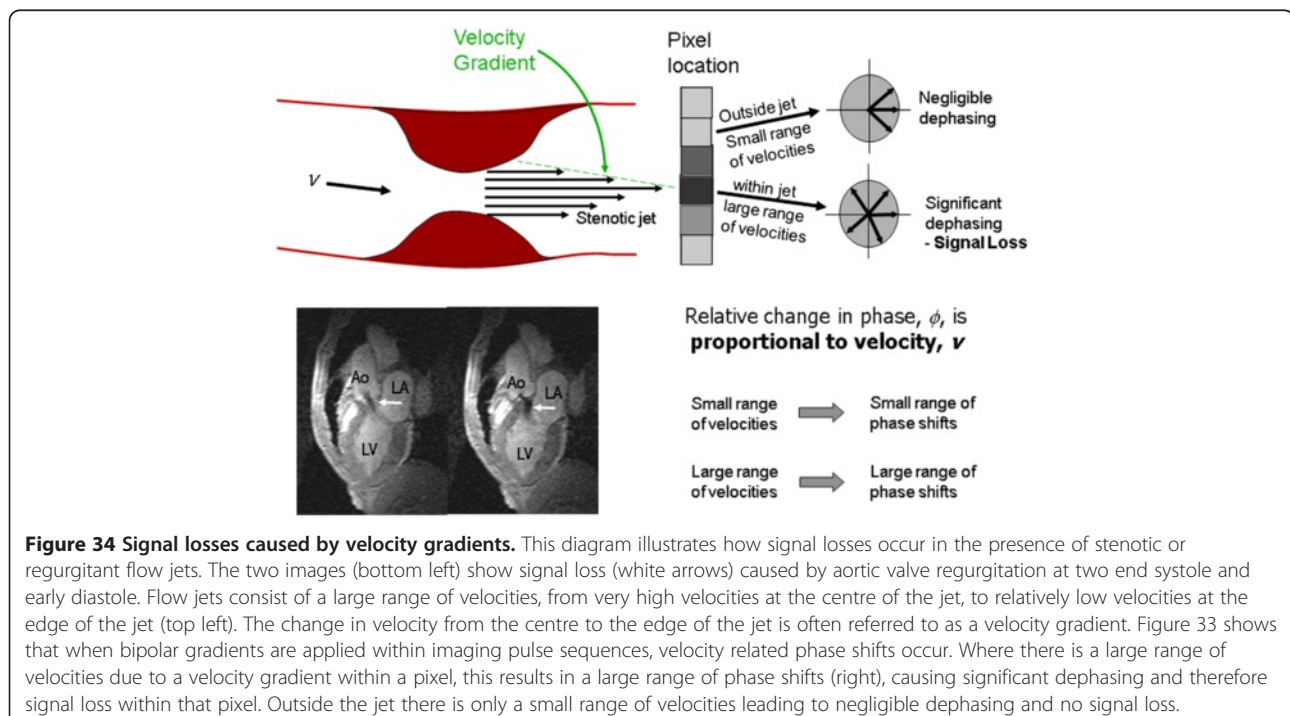 Velocity
Gradient
Pixel
location
V
Stenotic jet
Outside jet
Small range
of velocities
within jet
large range
of velocities
Negligible
dephasing
Significant
dephasing
- Signal Loss
Ao
LA
LV
Ao
LA
LV
Relative change in phase, ϕ, is
proportional to velocity, v
Small range
of velocities
Small range of
phase shifts
Large range
of velocities
Large range of
phase shifts
Figure 34 Signal losses caused by velocity gradients. This diagram illustrates how signal losses occur in the presence of stenotic or
regurgitant flow jets. The two images (bottom left) show signal loss (white arrows) caused by aortic valve regurgitation at two end systole and
early diastole. Flow jets consist of a large range of velocities, from very high velocities at the centre of the jet, to relatively low velocities at the
edge of the jet (top left). The change in velocity from the centre to the edge of the jet is often referred to as a velocity gradient. Figure 33 shows
that when bipolar gradients are applied within imaging pulse sequences, velocity related phase shifts occur. Where there is a large range of
velocities due to a velocity gradient within a pixel, this results in a large range of phase shifts (right), causing significant dephasing and therefore
signal loss within that pixel. Outside the jet there is only a small range of velocities leading to negligible dephasing and no signal loss.